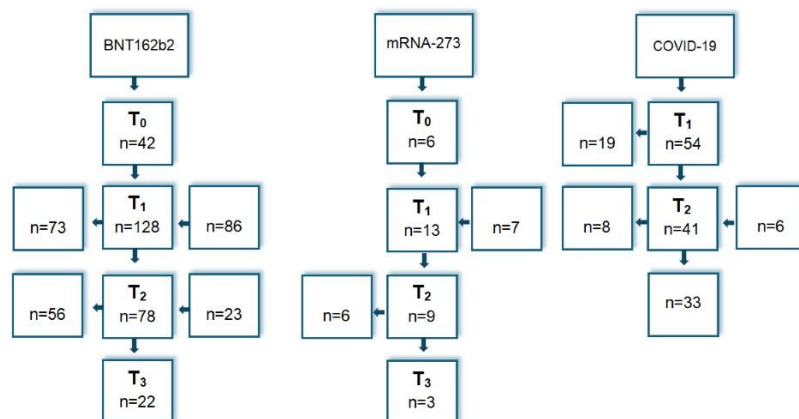 BNT162b2
mRNA-273
COVID-19
T₀
n=42
T₀
n=6
n=19
T₁
n=54
n=73
T₁
n=128
n=86
T₁
n=13
n=7
n=8
T₂
n=41
n=6
n=56
T₂
n=78
n=23
n=6
T₂
n=9
n=33
T₃
n=22
T₃
n=3